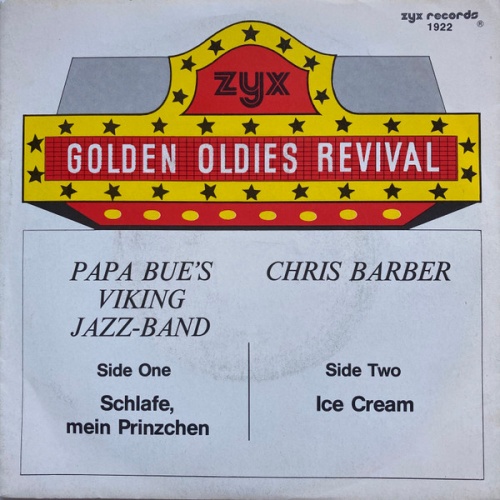 zyx records
®
1922
zyx
GOLDEN OLDIES REVIVAL
PAPA BUE'S
VIKING
JAZZ-BAND
CHRIS BARBER
Side One
Schlafe,
mein Prinzchen
Side Two
Ice Cream